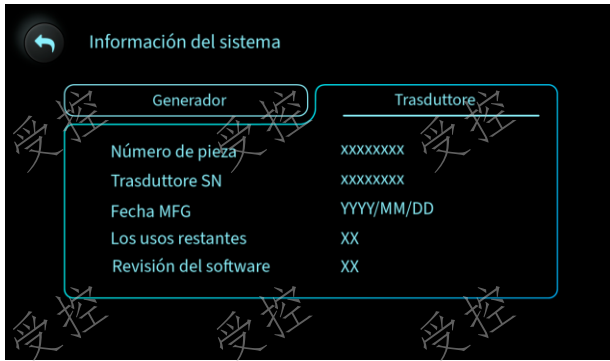 Información del sistema
Generador Trasduttore
Número de pieza xxxxxxxx
Trasduttore SN xxxxxxxx
Fecha MFG YYYY/MM/DD
Los usos restantes XX
Revisión del software XX
受控 受控 受控
受控 受控 受控